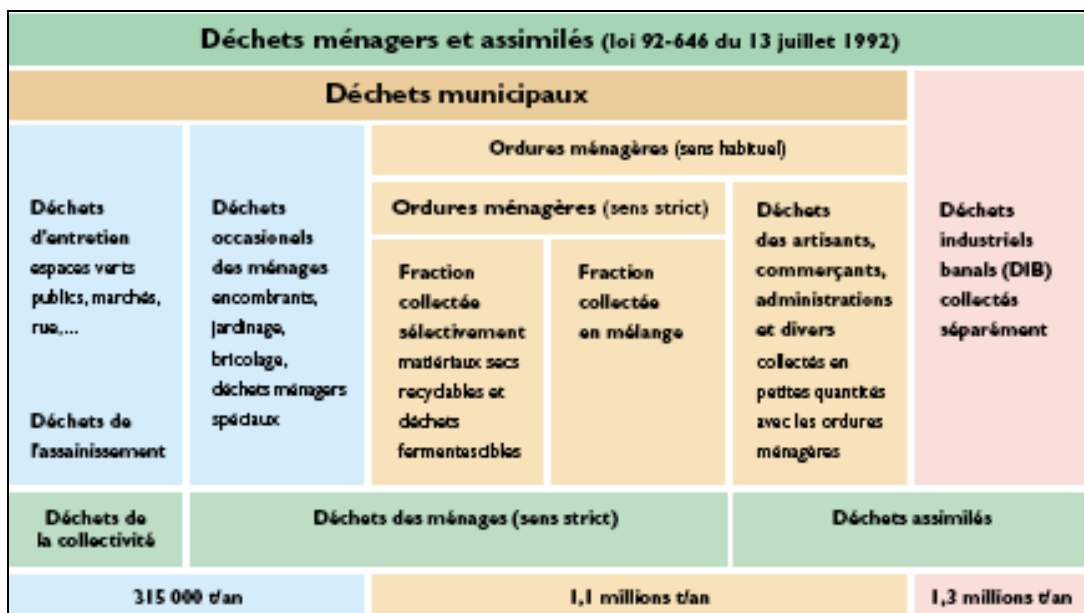 Déchets ménagers et assimilés (loi 92-646 du 13 juillet 1992)
Déchets municipaux
Ordures ménagères (sens habituel)
Ordures ménagères (sens strict)
Déchets
d'entretien
espaces verts
publics, marchés,
rue,...
Déchets de
l'assainissement
Déchets
occasionels
des ménages
encombrants,
jardinage,
bricolage,
déchets ménagers
spéciaux
Fraction
collectée
sélectivement
matiériaux secs
recyclables et
déchets
fermentescibles
Fraction
collectée
en mélange
Déchets
des artisants,
commerçants,
administrations
et divers
collectés en
petites quantités
avec les ordures
ménagères
Déchets
industriels
banals (DIB)
collectés
séparément
Déchets de
la collectivité
Déchets des ménages (sens strict)
Déchets assimilés
315 000 t/an
1,1 millions t/an
1,3 millions t/an